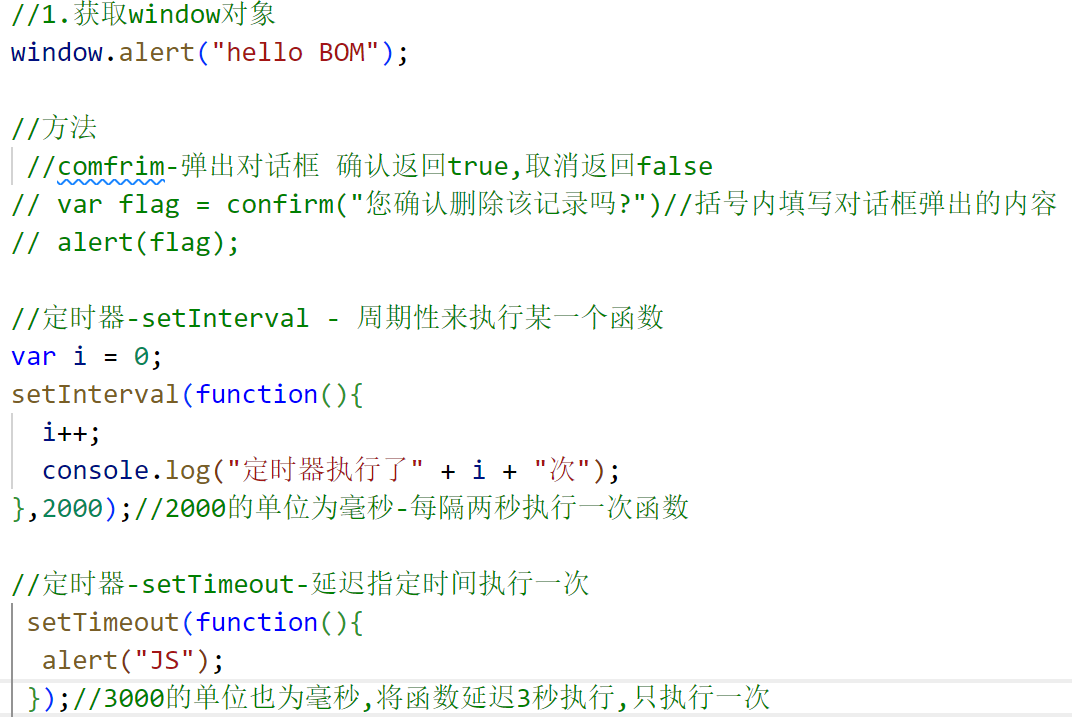 //1.获取window对象
window.alert("hello BOM");
//方法
//comfrim-弹出对话框 确认返回true,取消返回false
// var flag = confirm("您确认删除该记录吗?")//括号内填写对话框弹出的内容
// alert(flag);
//定时器-setInterval - 周期性来执行某一个函数
var i = 0;
setInterval(function(){
i++;
console.log("定时器执行了" + i + "次");
},2000);//2000的单位为毫秒-每隔两秒执行一次函数
//定时器-setTimeout-延迟指定时间执行一次
setTimeout(function(){
alert("JS");
});//3000的单位也为毫秒,将函数延迟3秒执行,只执行一次